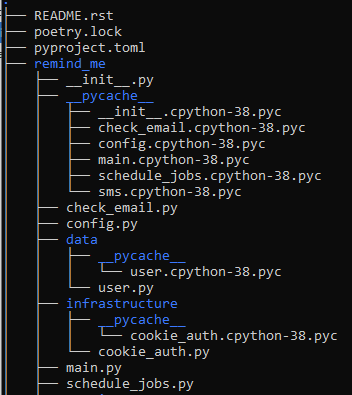 .
├── README.rst
├── poetry.lock
├── pyproject.toml
├── remind_me
│   ├── __init__.py
│   ├── __pycache__
│   │   ├── __init__.cpython-38.pyc
│   │   ├── check_email.cpython-38.pyc
│   │   ├── config.cpython-38.pyc
│   │   ├── main.cpython-38.pyc
│   │   ├── schedule_jobs.cpython-38.pyc
│   │   └── sms.cpython-38.pyc
│   ├── check_email.py
│   ├── config.py
│   ├── data
│   │   ├── __pycache__
│   │   │   └── user.cpython-38.pyc
│   │   └── user.py
│   ├── infrastructure
│   │   ├── __pycache__
│   │   │   └── cookie_auth.cpython-38.pyc
│   │   └── cookie_auth.py
│   ├── main.py
│   ├── schedule_jobs.py